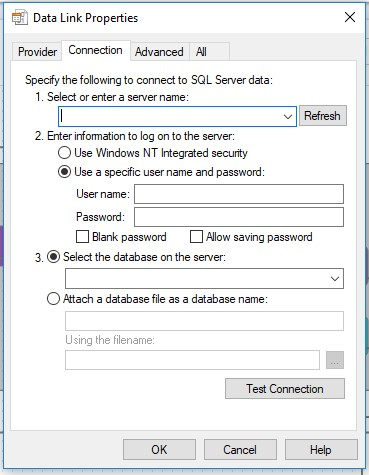 Data Link Properties
Provider Connection Advanced All
Specify the following to connect to SQL Server data:
1. Select or enter a server name:
Refresh
2. Enter information to log on to the server:
Use Windows NT Integrated security
Use a specific user name and password:
User name:
Password:
Blank password Allow saving password
3. Select the database on the server:
Attach a database file as a database name:
Using the filename:
...
Test Connection
OK Cancel Help